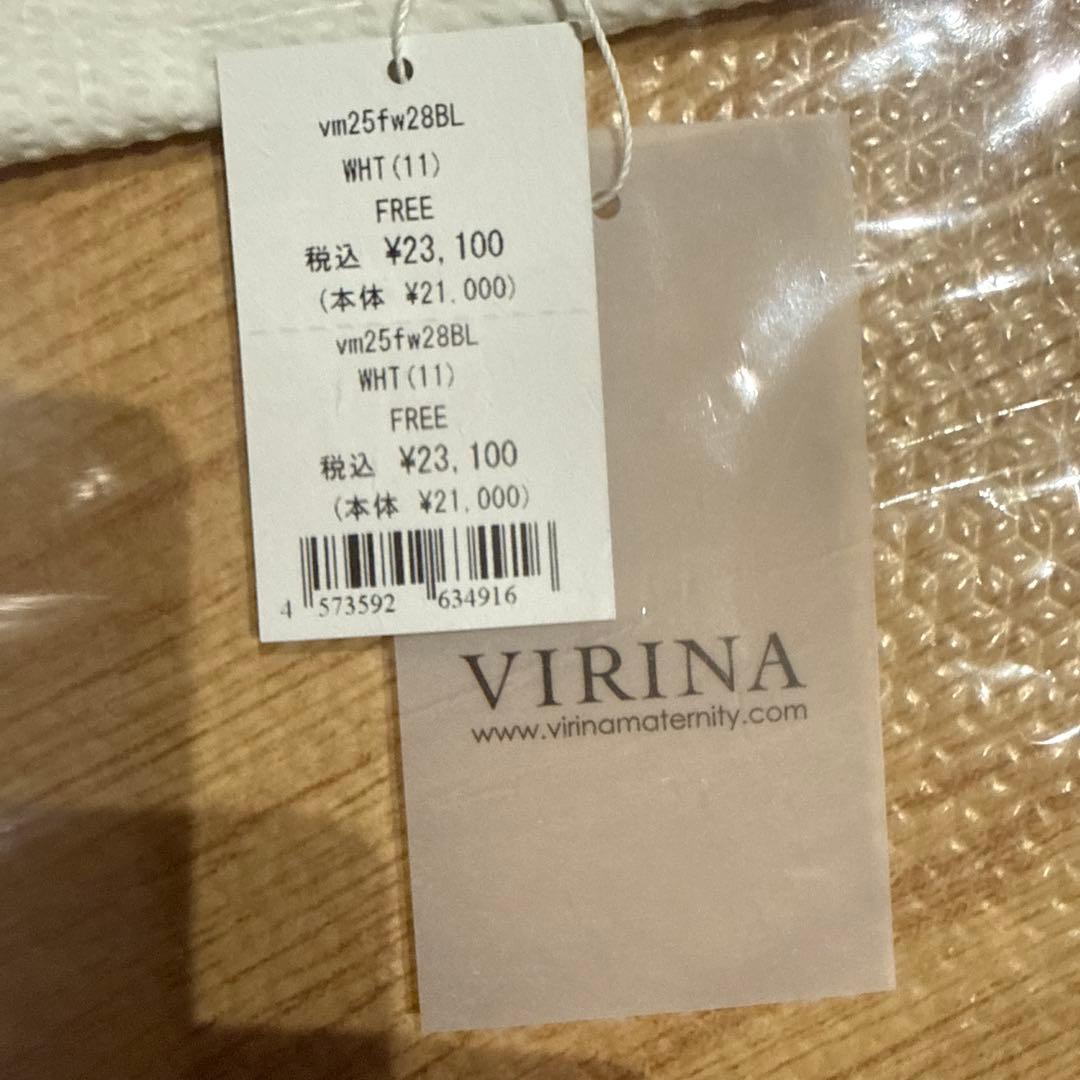 vm25fw28BL
WHT(11)
FREE
税込 ¥23,100
(本体 ¥21.000)
vm25fw28BL
WHT(11)
FREE
税込 ¥23,100
(本体 ¥21,000)
4 573592 634916
VIRINA
www.virinamaternity.com